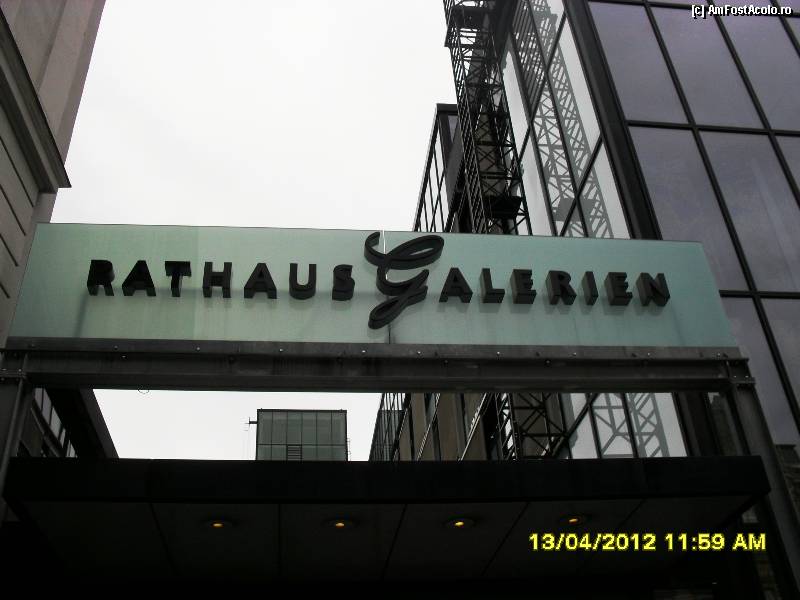 [c] AmFostAcolo.ro
RATHAUS GALERIEN
13/04/2012 11:59 AM